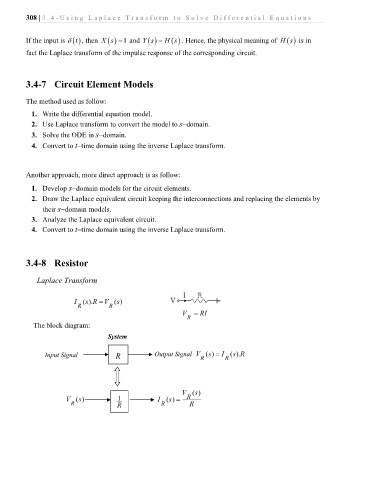 308 | 3.4-Using Laplace Transform to Solve Differential Equations
If the input is δ(t), then X(s) = 1 and Y(s) = H(s). Hence, the physical meaning of H(s) is in
fact the Laplace transform of the impulse response of the corresponding circuit.
3.4-7 Circuit Element Models
The method used as follow:
1. Write the differential equation model.
2. Use Laplace transform to convert the model to s−domain.
3. Solve the ODE in s−domain.
4. Convert to t−time domain using the inverse Laplace transform.
Another approach, more direct approach is as follow:
1. Develop s−domain models for the circuit elements.
2. Draw the Laplace equivalent circuit keeping the interconnections and replacing the elements by
their s−domain models.
3. Analyze the Laplace equivalent circuit.
4. Convert to t−time domain using the inverse Laplace transform.
3.4-8 Resistor
Laplace Transform
I_R(s).R = V_R(s)
V I R
V_R = RI
The block diagram:
System
Input Signal R Output Signal V_R(s) = I_R(s).R
V_R(s) 1/R I_R(s) = V_R(s)/R